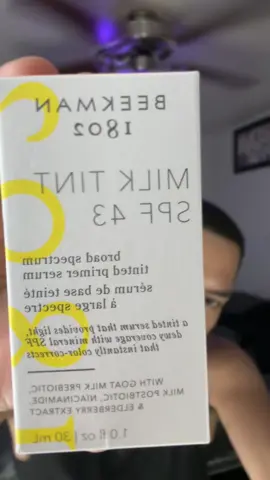 BEEKMAN
1802
MILK TINT
SPF 43
broad spectrum
tinted primer serum
sérum de base teinté
à large spectre
a tinted serum that provides light,
dewy coverage with mineral SPF
that instantly color-corrects
WITH GOAT MILK PREBIOTIC,
MILK POSTBIOTIC, NIACINAMIDE,
& ELDERBERRY EXTRACT
1.0 fl oz | 30 mL